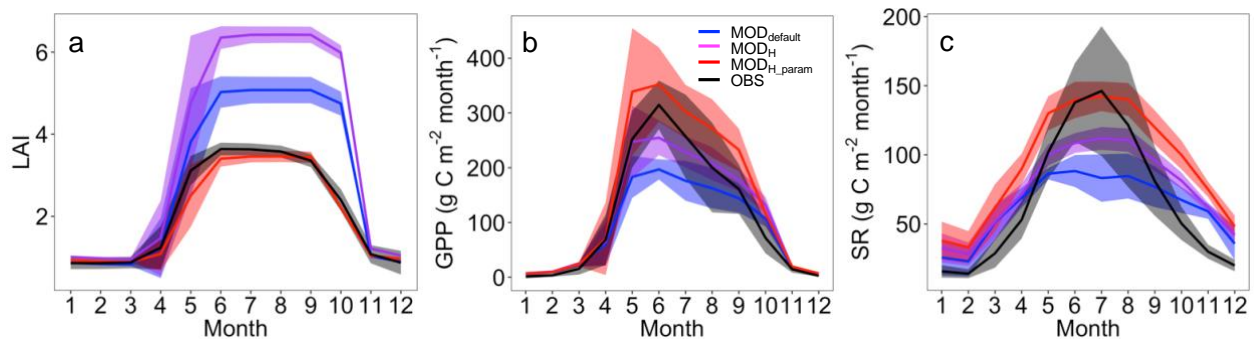 a
LAI
6
4
2
1 2 3 4 5 6 7 8 9 10 11 12
Month
b
MOD_default
MOD_H
MOD_H_param
OBS
GPP (g C m⁻² month⁻¹)
400
300
200
100
0
1 2 3 4 5 6 7 8 9 10 11 12
Month
c
SR (g C m⁻² month⁻¹)
200
150
100
50
1 2 3 4 5 6 7 8 9 10 11 12
Month